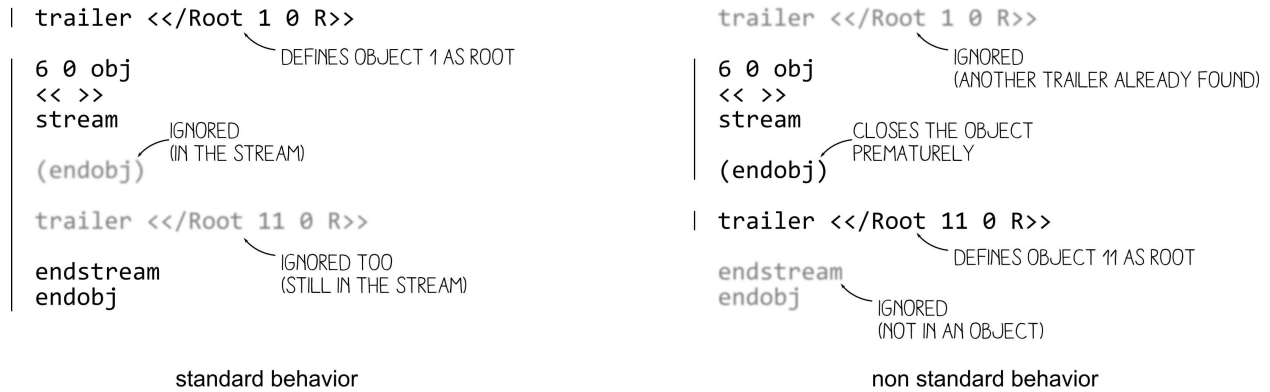 trailer <</Root 1 0 R>>
DEFINES OBJECT 1 AS ROOT
6 0 obj
<< >>
stream
IGNORED
(IN THE STREAM)
(endobj)
trailer <</Root 11 0 R>>
IGNORED TOO
(STILL IN THE STREAM)
endstream
endobj
standard behavior
trailer <</Root 1 0 R>>
IGNORED
(ANOTHER TRAILER ALREADY FOUND)
6 0 obj
<< >>
stream
CLOSES THE OBJECT
PREMATURELY
(endobj)
trailer <</Root 11 0 R>>
DEFINES OBJECT 11 AS ROOT
endstream
endobj
IGNORED
(NOT IN AN OBJECT)
non standard behavior